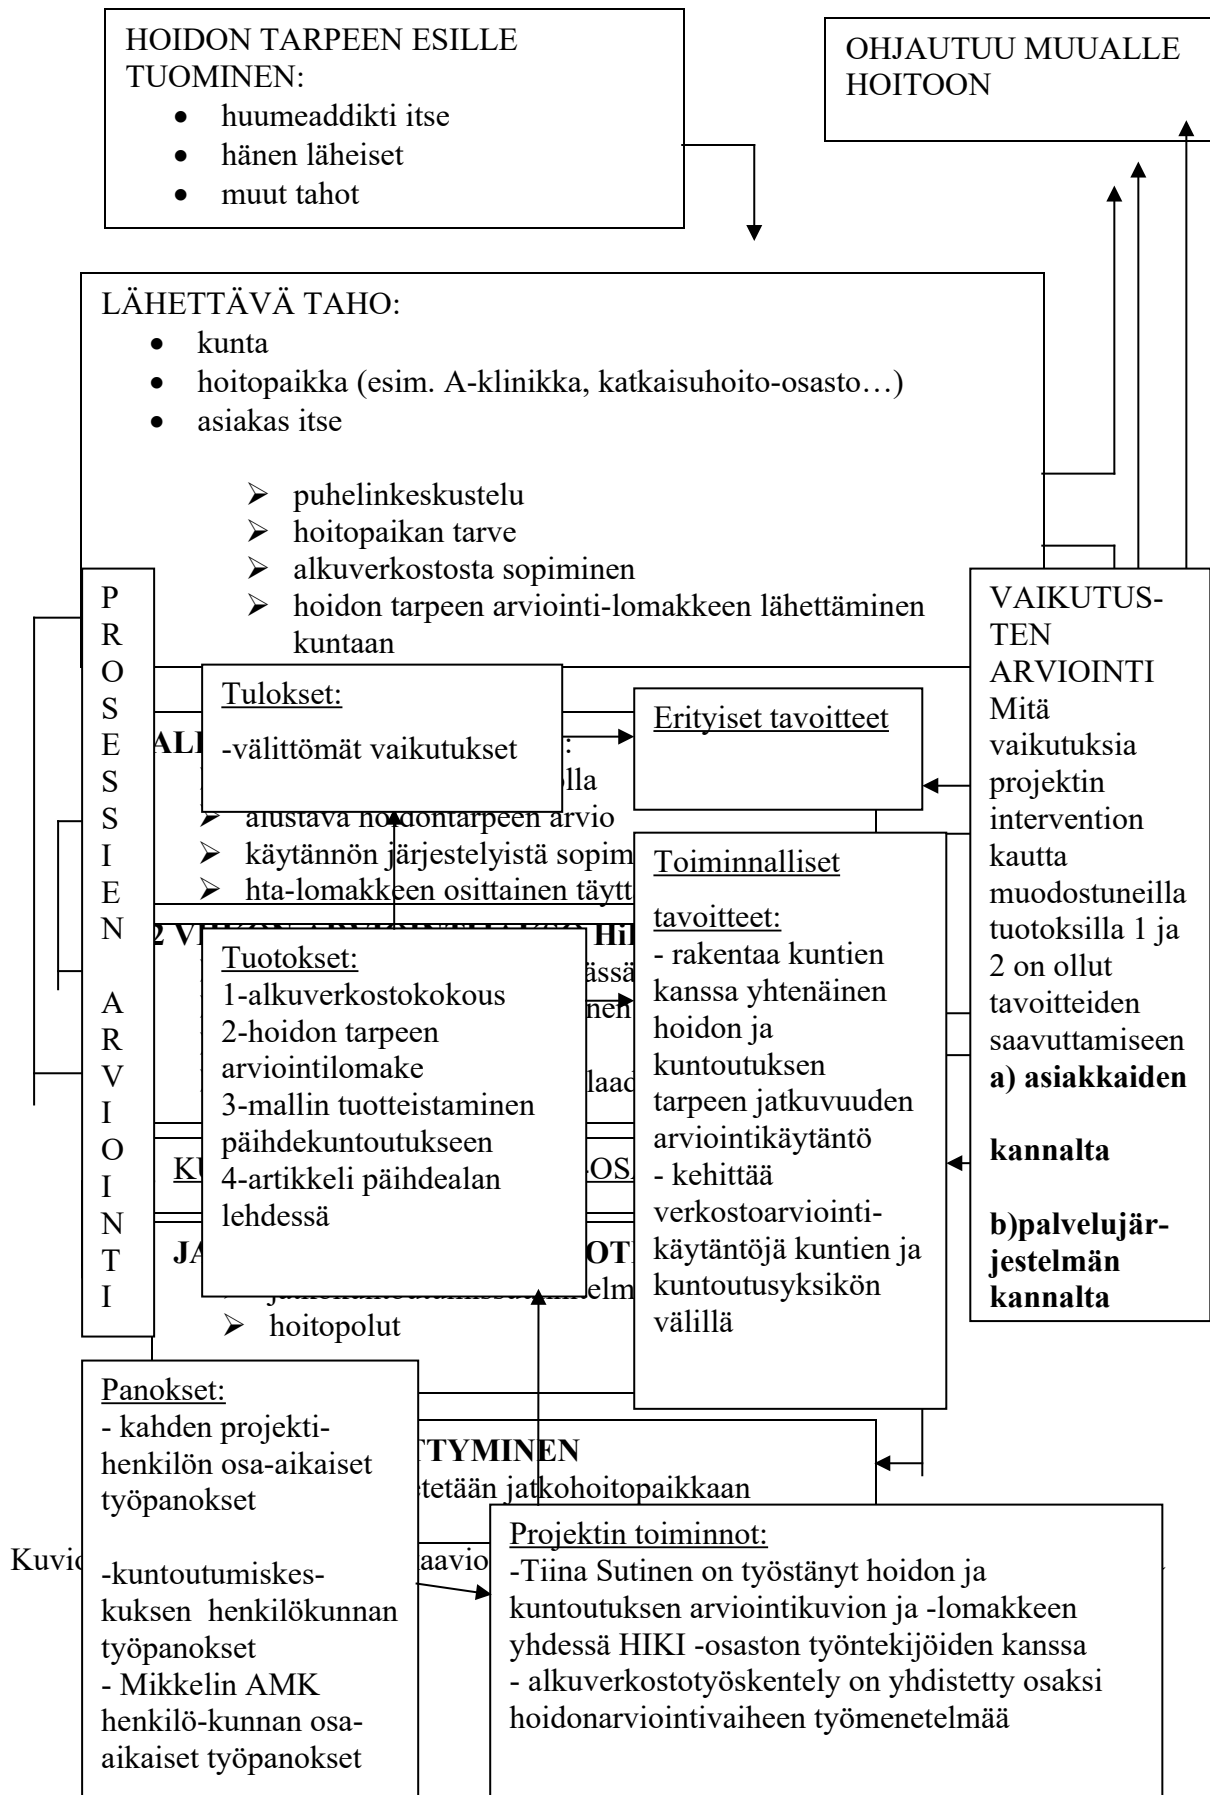 HOIDON TARPEEN ESILLE
TUOMINEN:
• huumeaddikti itse
• hänen läheiset
• muut tahot
OHJAUTUU MUUALLE
HOITOON
LÄHETTÄVÄ TAHO:
• kunta
• hoitopaikka (esim. A-klinikka, katkaisuhoito-osasto…)
• asiakas itse
➢ puhelinkeskustelu
➢ hoitopaikan tarve
➢ alkuverkostosta sopiminen
➢ hoidon tarpeen arviointi-lomakkeen lähettäminen
kuntaan
P
R
O
S
E
S
S
I
E
N
A
R
V
I
O
I
N
T
I
Tulokset:
-välittömät vaikutukset
➢ alustava hoidontarpeen arvio
➢ käytännön järjestelyistä
➢ hta-lomakkeen osittainen
Tuotokset:
1-alkuverkostokokous
2-hoidon tarpeen
arviointilomake
3-mallin tuotteistaminen
päihdekuntoutukseen
4-artikkeli päihdealan
lehdessä
➢ hoitopolut
Erityiset tavoitteet
Toiminnalliset
tavoitteet:
- rakentaa kuntien
kanssa yhtenäinen
hoidon ja
kuntoutuksen
tarpeen jatkuvuuden
arviointikäytäntö
- kehittää
verkostoarviointi-
käytäntöjä kuntien ja
kuntoutusyksikön
välillä
VAIKUTUS-
TEN
ARVIOINTI
Mitä
vaikutuksia
projektin
intervention
kautta
muodostuneilla
tuotoksilla 1 ja
2 on ollut
tavoitteiden
saavuttamiseen
a) asiakkaiden
kannalta
b)palvelujär-
jestelmän
kannalta
Panokset:
- kahden projekti-
henkilön osa-aikaiset
työpanokset
-kuntoutumiskes-
kuksen henkilökunnan
työpanokset
- Mikkelin AMK
henkilö-kunnan osa-
aikaiset työpanokset
jatkohoitopaikkaan
Projektin toiminnot:
-Tiina Sutinen on työstänyt hoidon ja
kuntoutuksen arviointikuvion ja -lomakkeen
yhdessä HIKI -osaston työntekijöiden kanssa
- alkuverkostotyöskentely on yhdistetty osaksi
hoidonarviointivaiheen työmenetelmää